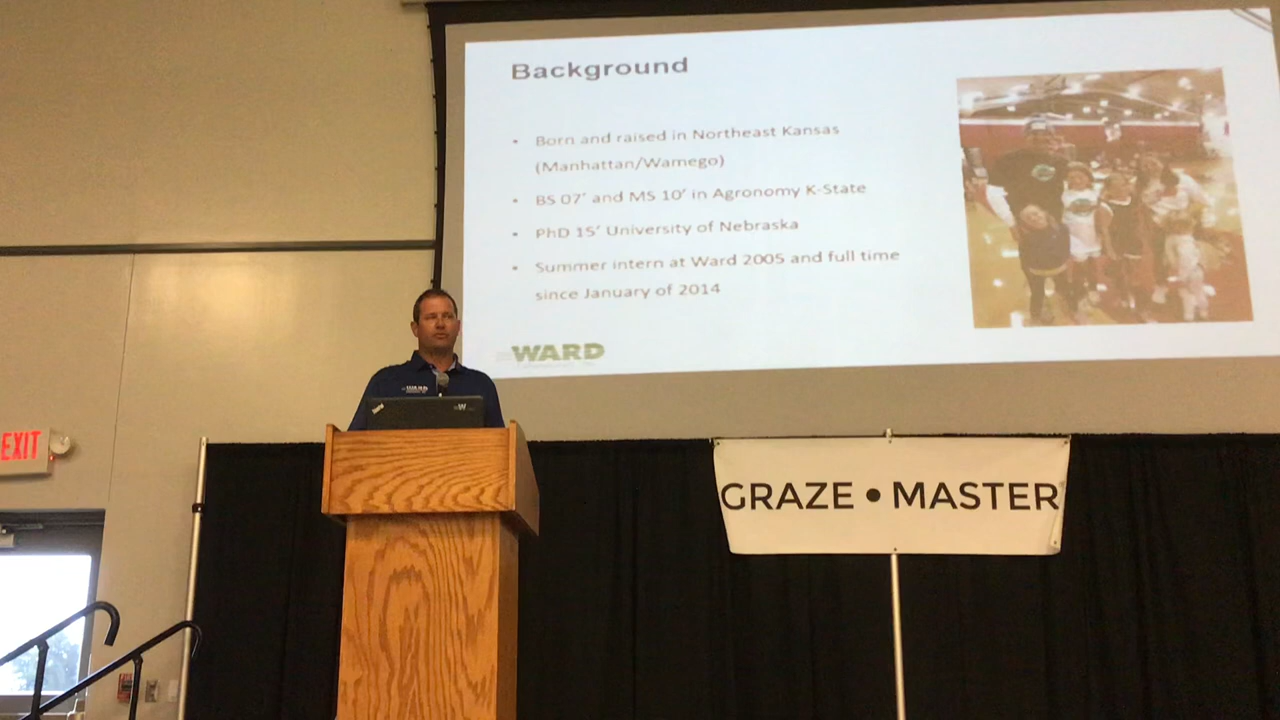 Background
• Born and raised in Northeast Kansas
(Manhattan/Wamego)
• BS 07' and MS 10' in Agronomy K-State
• PhD 15' University of Nebraska
• Summer intern at Ward 2005 and full time
since January of 2014
WARD
EXIT
GRAZE • MASTER